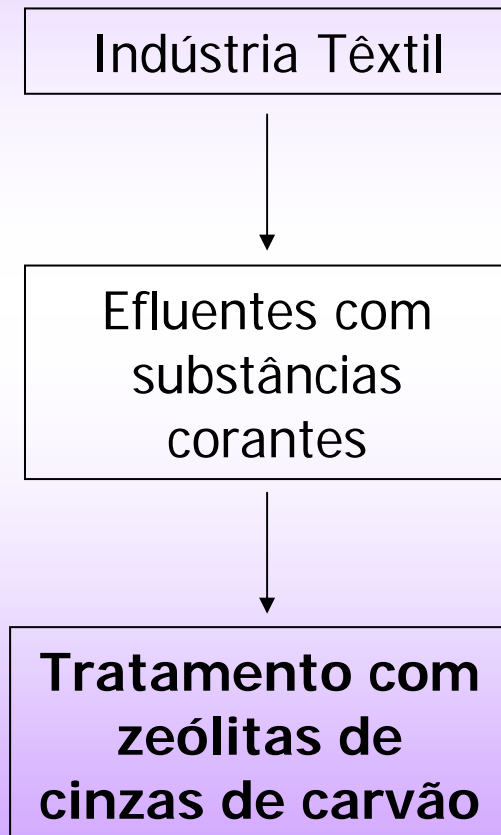 Indústria Têxtil
Efluentes com
substâncias
corantes
Tratamento com
zeólitas de
cinzas de carvão